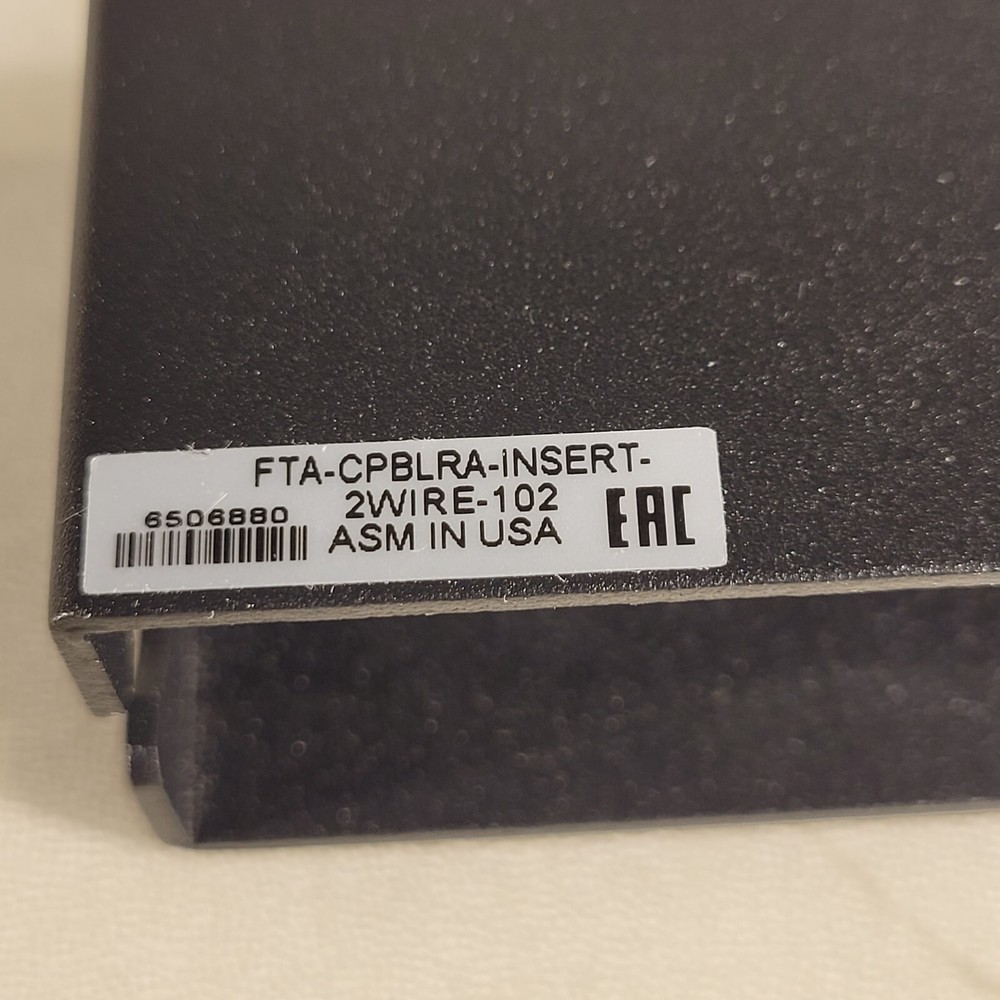 FTA-CPBLRA-iNSERT-
2WIRE-102
6506880
ASM IN USA
EAC